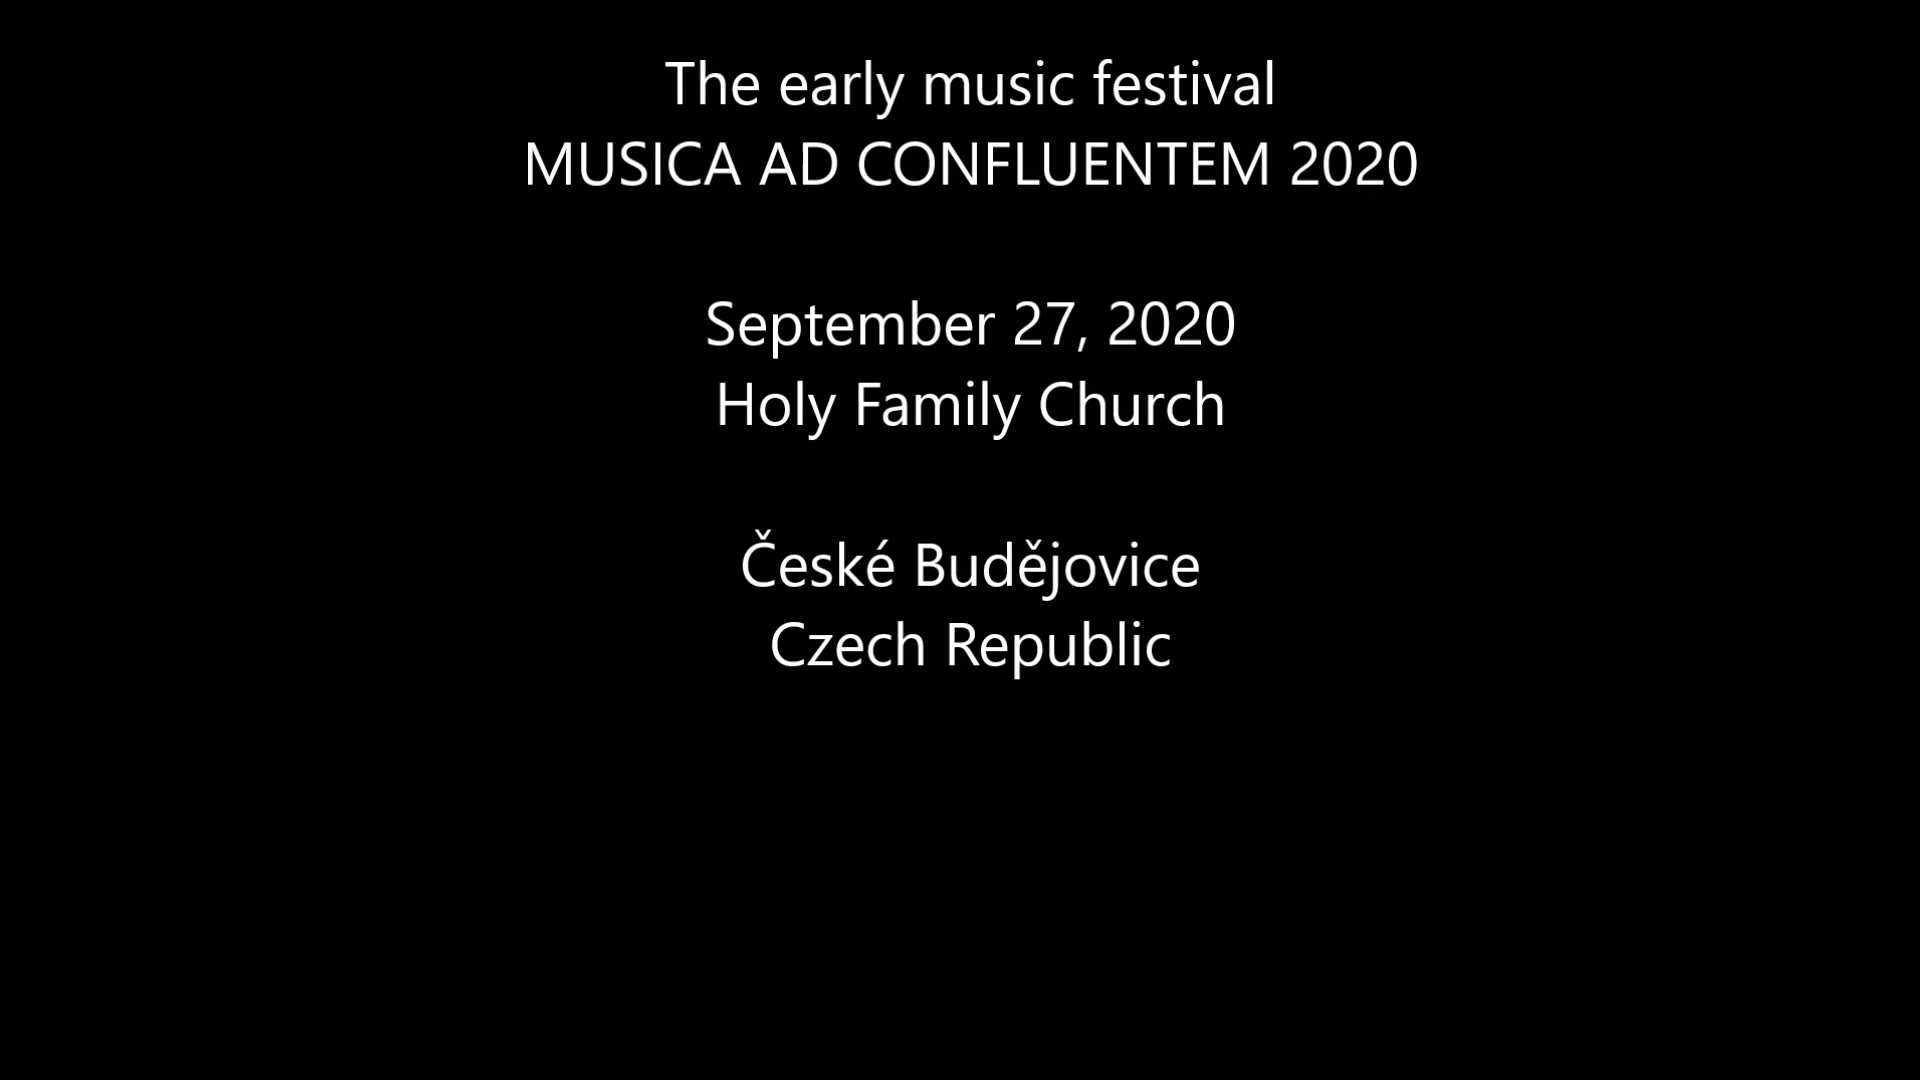 The early music festival
MUSICA AD CONFLUENTEM 2020
September 27, 2020
Holy Family Church
České Budějovice
Czech Republic